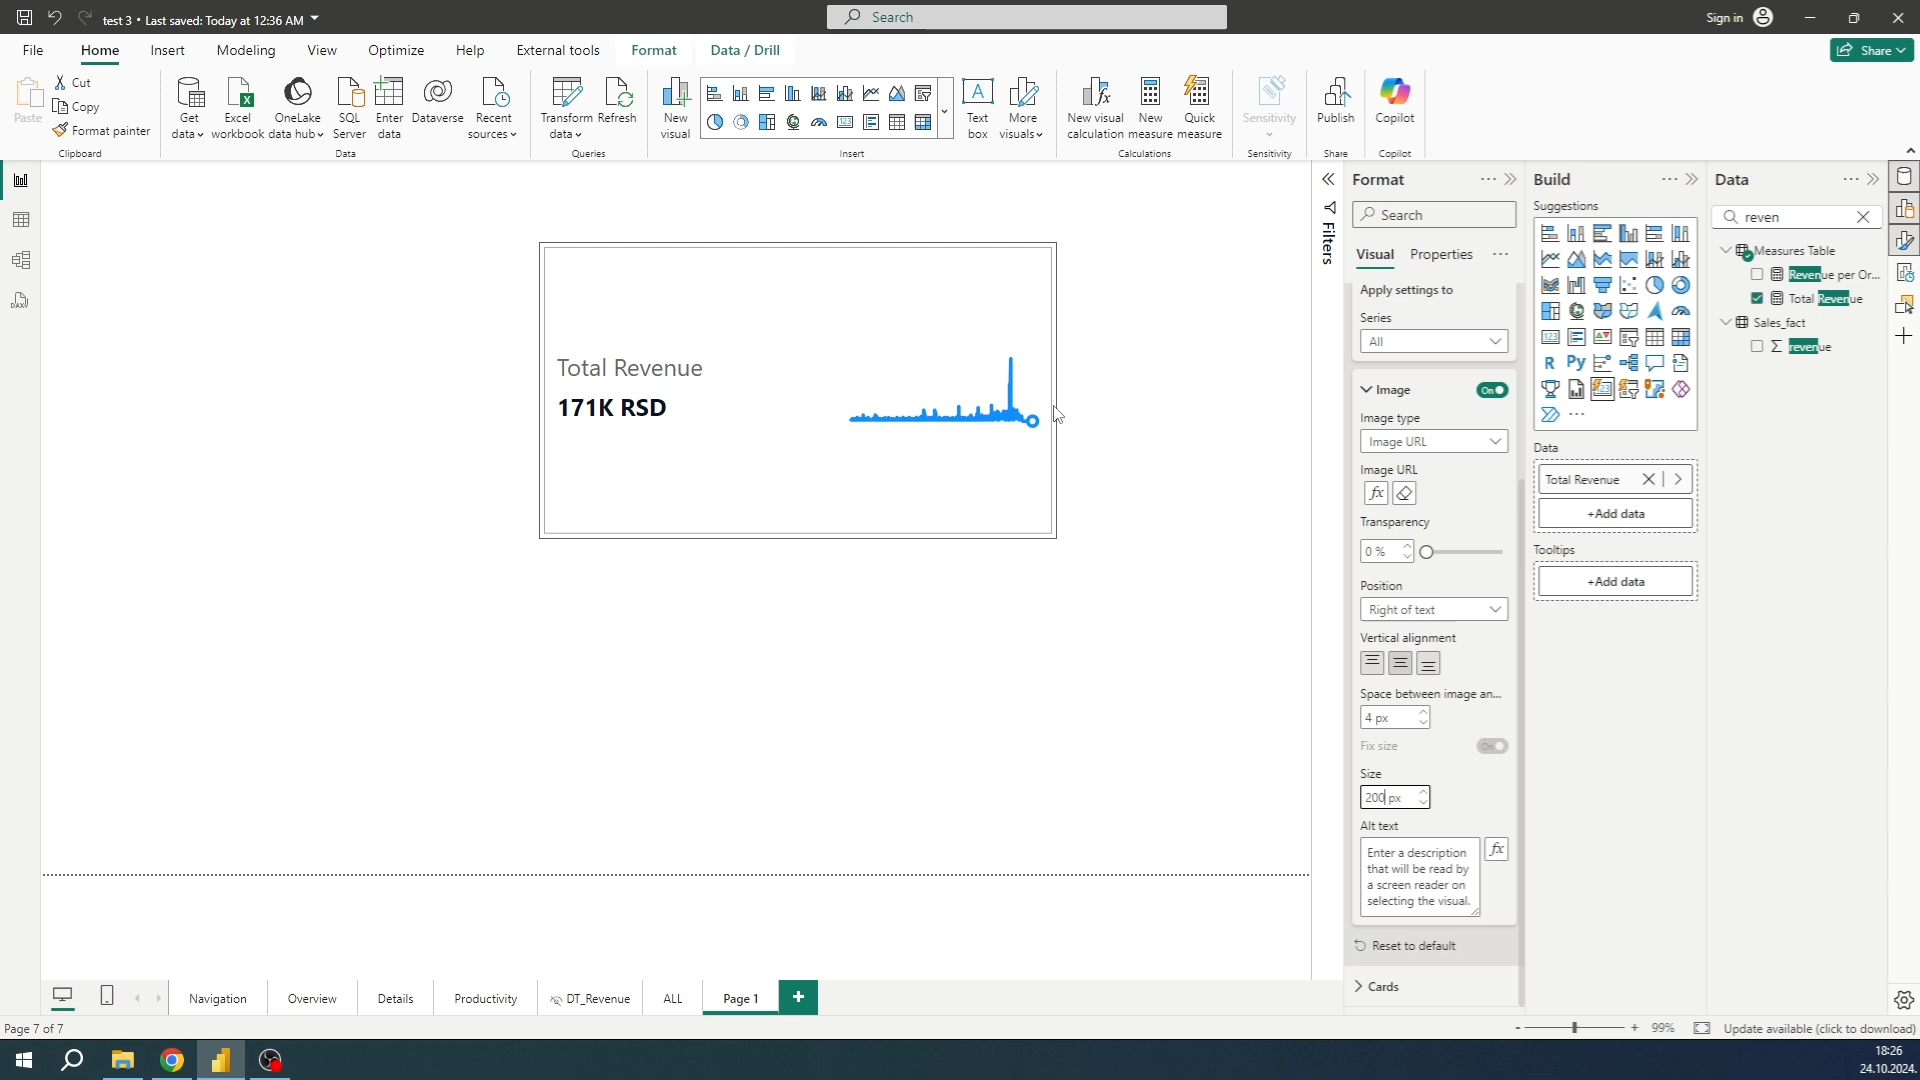 test 3 • Last saved: Today at 12:36 AM
Search
Sign in
File Home Insert Modeling View Optimize Help External tools Format Data / Drill
Share
Paste
Cut
Copy
Format painter
Clipboard
Get data
Excel workbook
OneLake data hub
SQL Server
Enter data
Dataverse
Recent sources
Data
Transform data
Refresh
Queries
New visual
Text box
More visuals
Insert
New visual calculation
New measure
Quick measure
Calculations
Sensitivity
Sensitivity
Publish
Share
Copilot
Copilot
DAX
Total Revenue
171K RSD
Filters
Format
Search
Visual Properties
Apply settings to
Series
All
Image
On
Image type
Image URL
Image URL
fx
Transparency
0 %
Position
Right of text
Vertical alignment
Space between image an...
4 px
Fix size
On
Size
200 px
Alt text
Enter a description
that will be read by
a screen reader on
selecting the visual.
fx
Reset to default
Cards
Build
Suggestions
123
R Py
Data
Total Revenue
+Add data
Tooltips
+Add data
Data
reven
Measures Table
Revenue per Or...
Total Revenue
Sales_fact
revenue
Navigation Overview Details Productivity DT_Revenue ALL Page 1 +
Page 7 of 7
- + 99%
Update available (click to download)
18:26
24.10.2024.